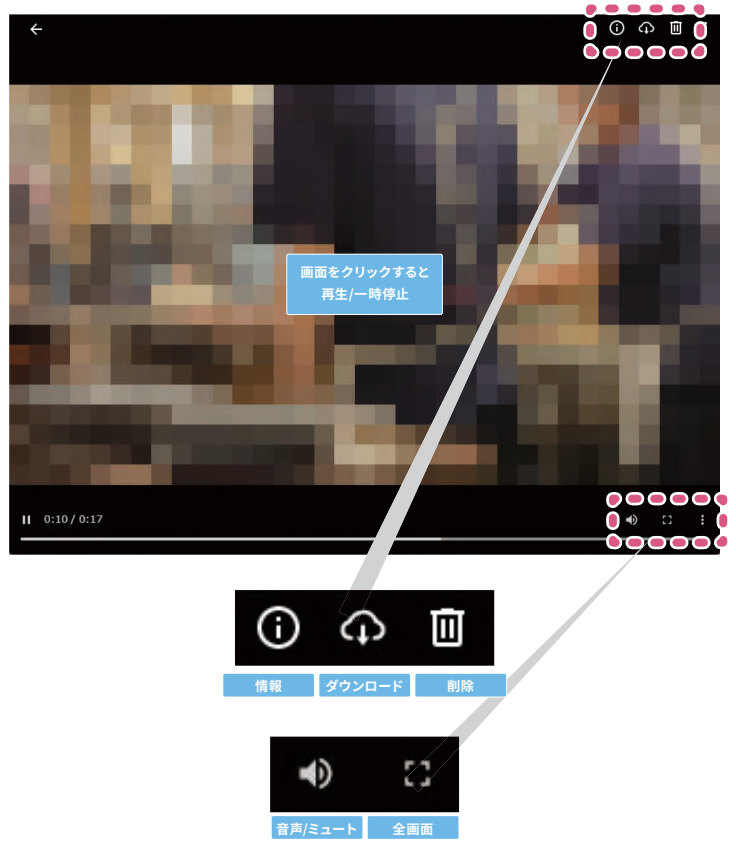 画面をクリックすると
再生/一時停止
0:10 / 0:17
情報
ダウンロード
削除
音声/ミュート
全画面